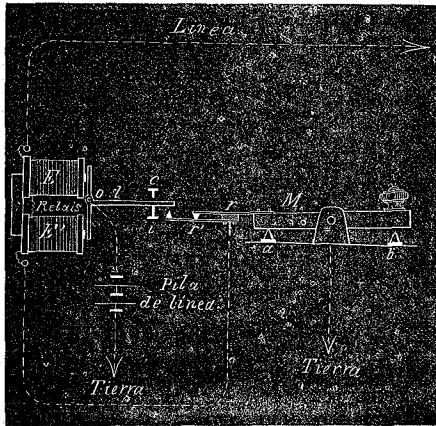 Linea
h'
Relais
h''
o l
C
i
r
r'
M
a
b
Pila
de linea
Tierra
Tierra